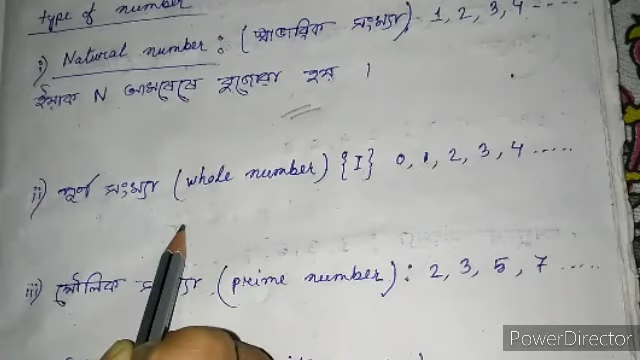 type of number
i) Natural number : (স্বাভাৱিক সংখ্যা) 1, 2, 3, 4 .....
ইয়াক N আখৰেৰে বুজোৱা হয় ।
ii) পূৰ্ণ সংখ্যা (whole number) {I} 0, 1, 2, 3, 4 .....
iii) মৌলিক সংখ্যা (prime number) : 2, 3, 5, 7 .....
PowerDirector